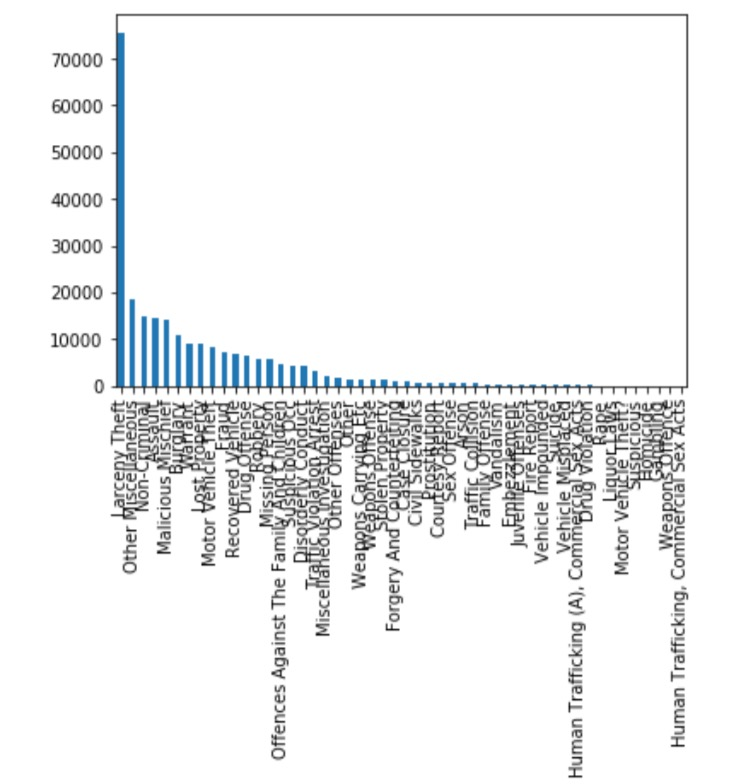 70000
60000
50000
40000
30000
20000
10000
0
Larceny Theft
Other Miscellaneous
Non-Criminal
Assault
Malicious Mischief
Burglary
Warrant
Lost Property
Motor Vehicle Theft
Fraud
Recovered Vehicle
Drug Offense
Robbery
Missing Person
Offences Against The Family And Children
Suspicious Occ
Disorderly Conduct
Traffic Violation Arrest
Miscellaneous Investigation
Other Offenses
Other
Weapons Carrying Etc
Weapons Offense
Stolen Property
Forgery And Counterfeiting
Case Closure
Civil Sidewalks
Prostitution
Courtesy Report
Sex Offense
Arson
Traffic Collision
Family Offense
Vandalism
Embezzlement
Juvenile Offenses
Fire Report
Vehicle Impounded
Suicide
Vehicle Misplaced
Human Trafficking (A), Commercial Sex Acts
Drug Violation
Rape
Liquor Laws
Motor Vehicle Theft?
Suspicious
Homicide
Gambling
Weapons Offence
Human Trafficking, Commercial Sex Acts